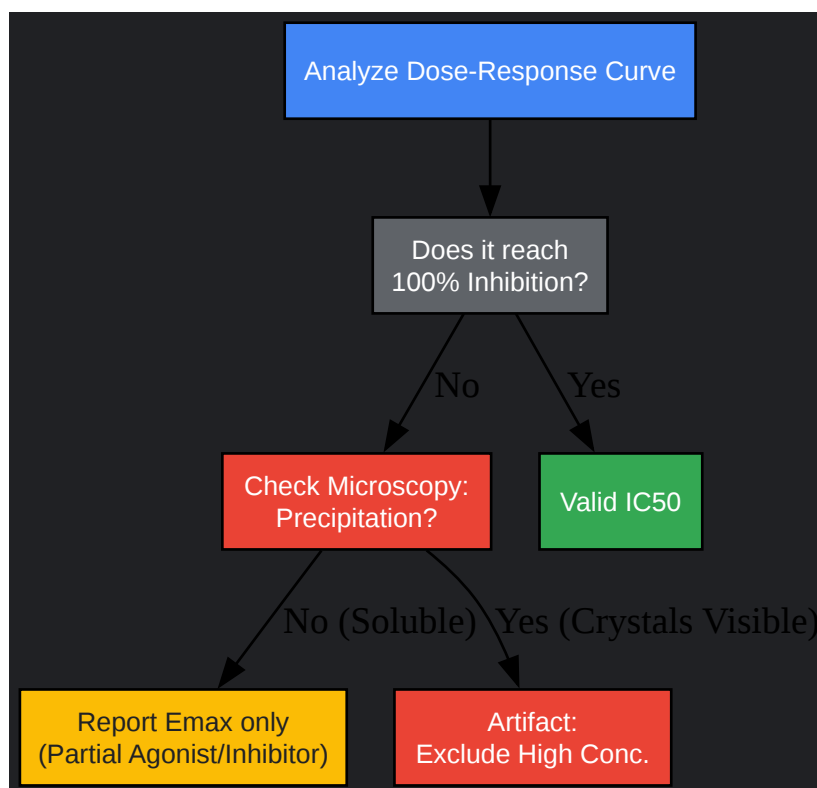 Analyze Dose-Response Curve
Does it reach
100% Inhibition?
No
Yes
Check Microscopy:
Precipitation?
Valid IC50
No (Soluble)
Yes (Crystals Visible)
Report Emax only
(Partial Agonist/Inhibitor)
Artifact:
Exclude High Conc.